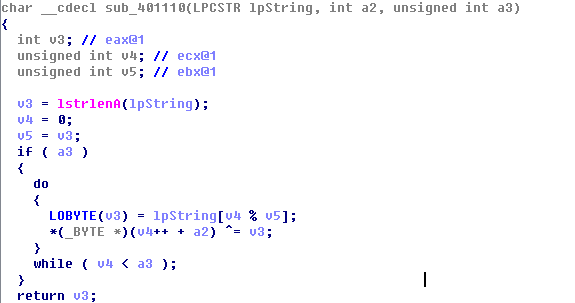 char __cdecl sub_401110(LPCSTR lpString, int a2, unsigned int a3)
{
  int v3; // eax@1
  unsigned int v4; // ecx@1
  unsigned int v5; // ebx@1

  v3 = lstrlenA(lpString);
  v4 = 0;
  v5 = v3;
  if ( a3 )
  {
    do
    {
      LOBYTE(v3) = lpString[v4 % v5];
      *(_BYTE *)(v4++ + a2) ^= v3;
    }
    while ( v4 < a3 );
  }
  return v3;